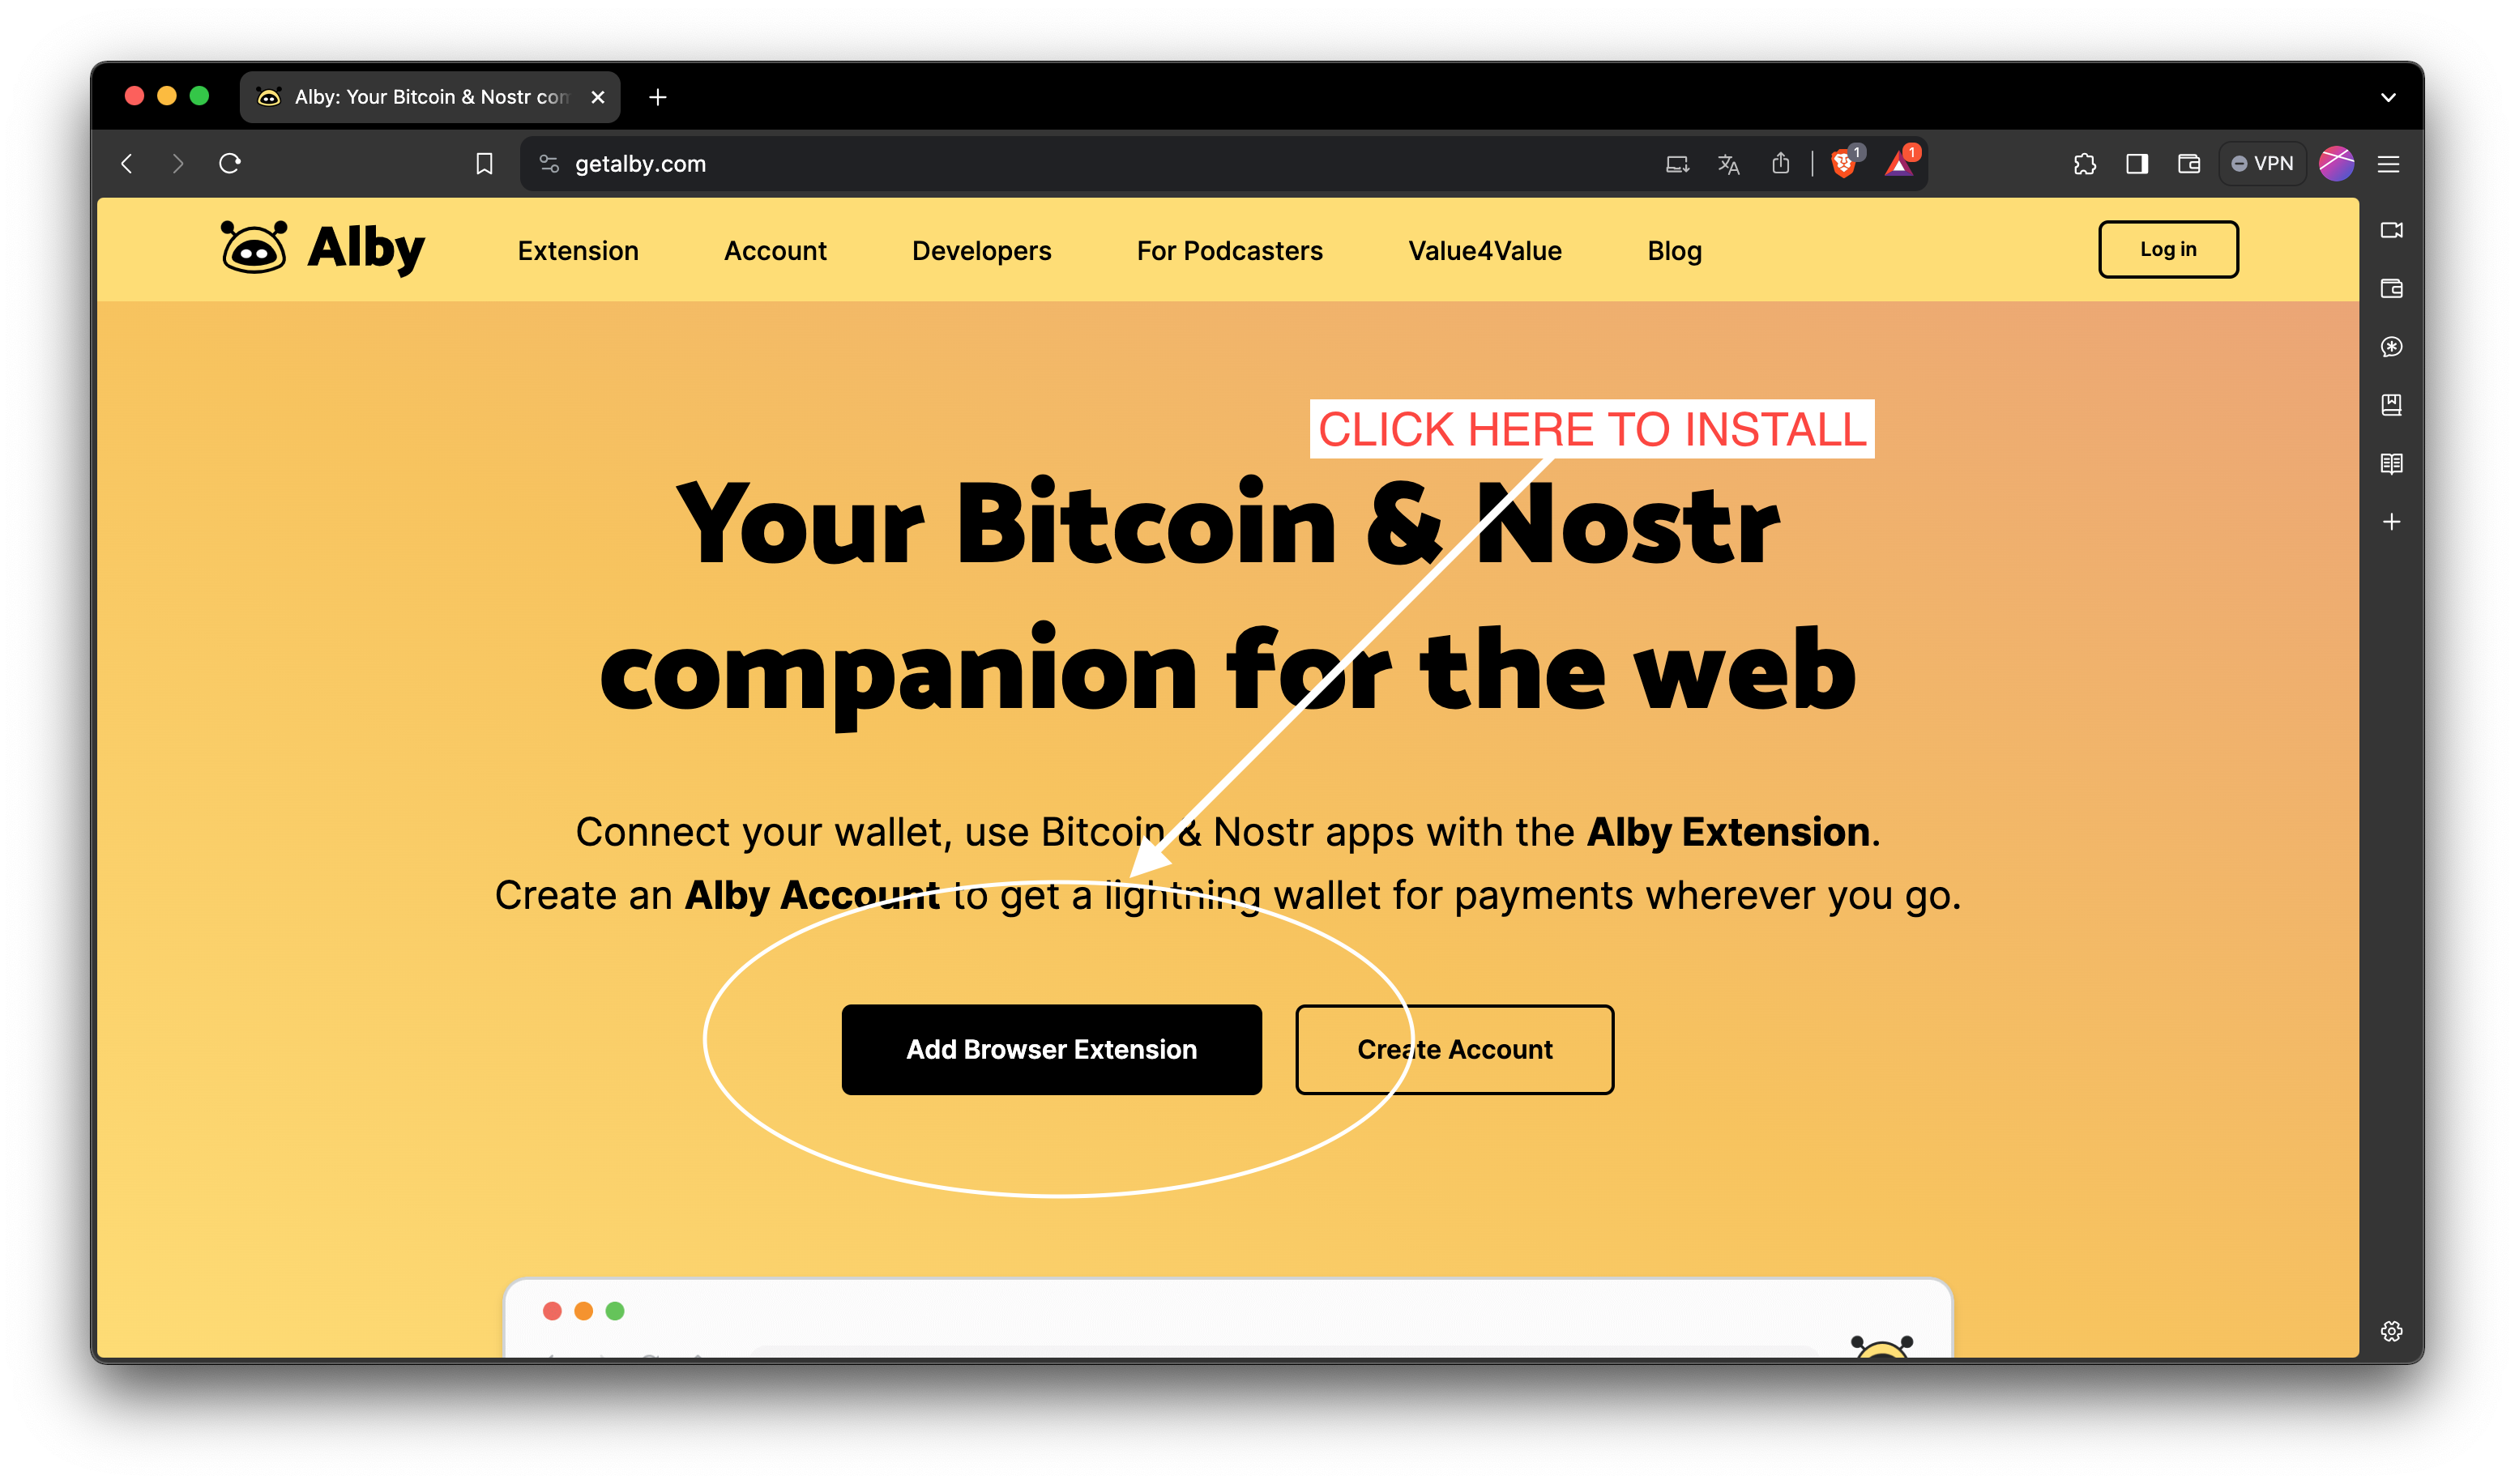 Alby: Your Bitcoin & Nostr con
getalby.com
1
1
VPN
Alby
Extension
Account
Developers
For Podcasters
Value4Value
Blog
Log in
CLICK HERE TO INSTALL
Your Bitcoin & Nostr
companion for the web
Connect your wallet, use Bitcoin & Nostr apps with the Alby Extension.
Create an Alby Account to get a lightning wallet for payments wherever you go.
Add Browser Extension
Create Account